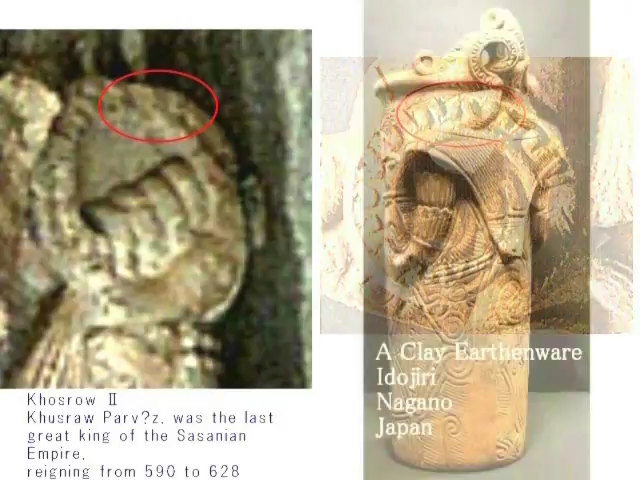 Khosrow Ⅱ
Khusraw Parv?z, was the last
great king of the Sasanian
Empire,
reigning from 590 to 628
A Clay Earthenware
Idojiri
Nagano
Japan